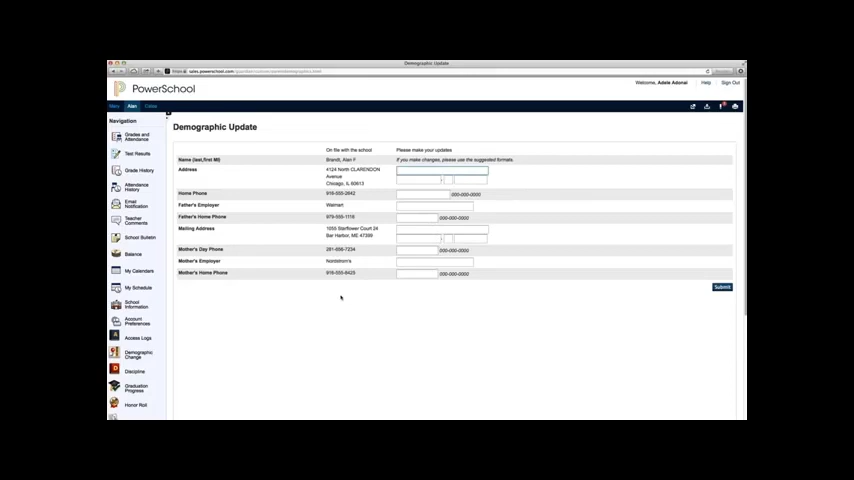 Demographic Update
sales.powerschool.com
PowerSchool
Welcome, Adele Adonai Help Sign Out
Alan
Navigation
Grades and
Attendance
Test Results
Grade History
Attendance
History
Email
Notification
Teacher
Comments
School Bulletin
Balance
My Calendars
My Schedule
School
Information
Account
Preferences
Access Logs
Demographic
Change
Discipline
Graduation
Progress
Honor Roll
Demographic Update
On file with the school Please make your updates
Name (last,first MI) Brandt, Alan F If you make changes, please use the suggested formats.
Address 4124 North CLARENDON
Avenue
Chicago, IL 60613
Home Phone 916-555-2642 000-000-0000
Father's Employer Walmart
Father's Home Phone 979-555-1118 000-000-0000
Mailing Address 1055 Starflower Court 24
Bar Harbor, ME 47399
Mother's Day Phone 281-656-7234 000-000-0000
Mother's Employer Nordstrom's
Mother's Home Phone 916-555-8425 000-000-0000
Submit